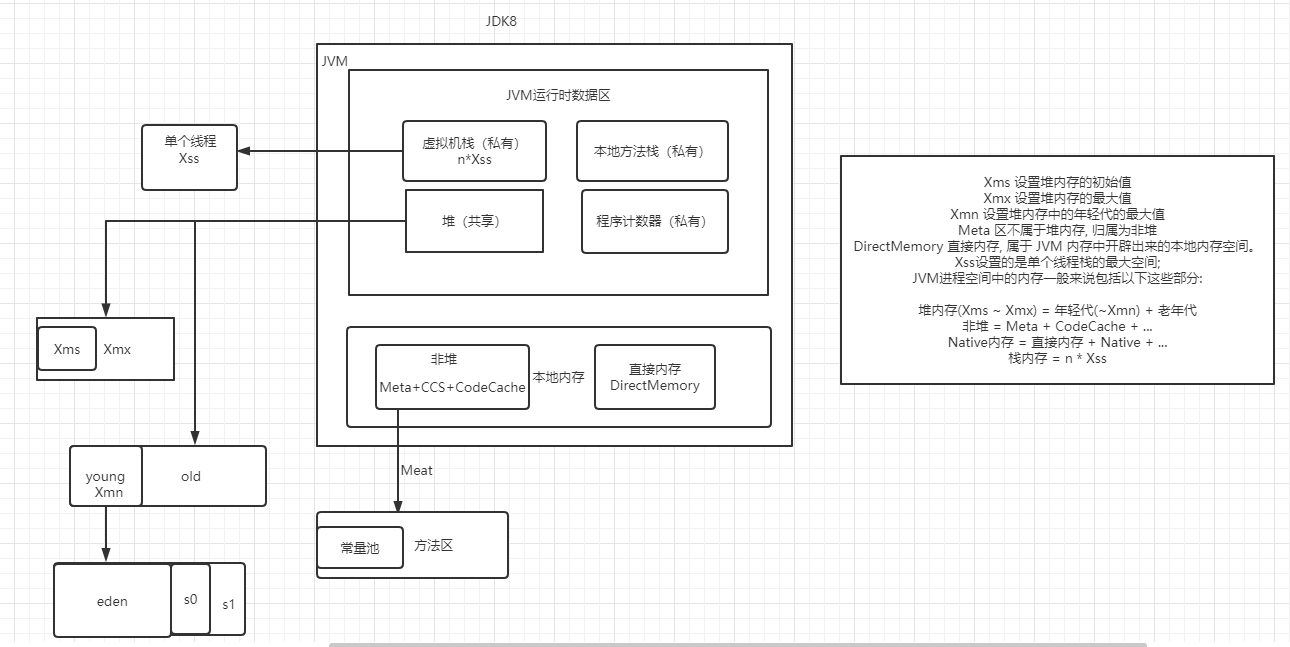 JDK8
JVM
JVM运行时数据区
单个线程
Xss
虚拟机栈（私有）
n*Xss
本地方法栈（私有）
堆（共享）
程序计数器（私有）
Xms
Xmx
非堆
Meta+CCS+CodeCache
本地内存
直接内存
DirectMemory
Meat
young
Xmn
old
常量池
方法区
eden
s0
s1
Xms 设置堆内存的初始值
Xmx 设置堆内存的最大值
Xmn 设置堆内存中的年轻代的最大值
Meta 区不属于堆内存, 归属为非堆
DirectMemory 直接内存, 属于 JVM 内存中开辟出来的本地内存空间。
Xss设置的是单个线程栈的最大空间;
JVM进程空间中的内存一般来说包括以下这些部分:
堆内存(Xms ~ Xmx) = 年轻代(~Xmn) + 老年代
非堆 = Meta + CodeCache + ...
Native内存 = 直接内存 + Native + ...
栈内存 = n * Xss